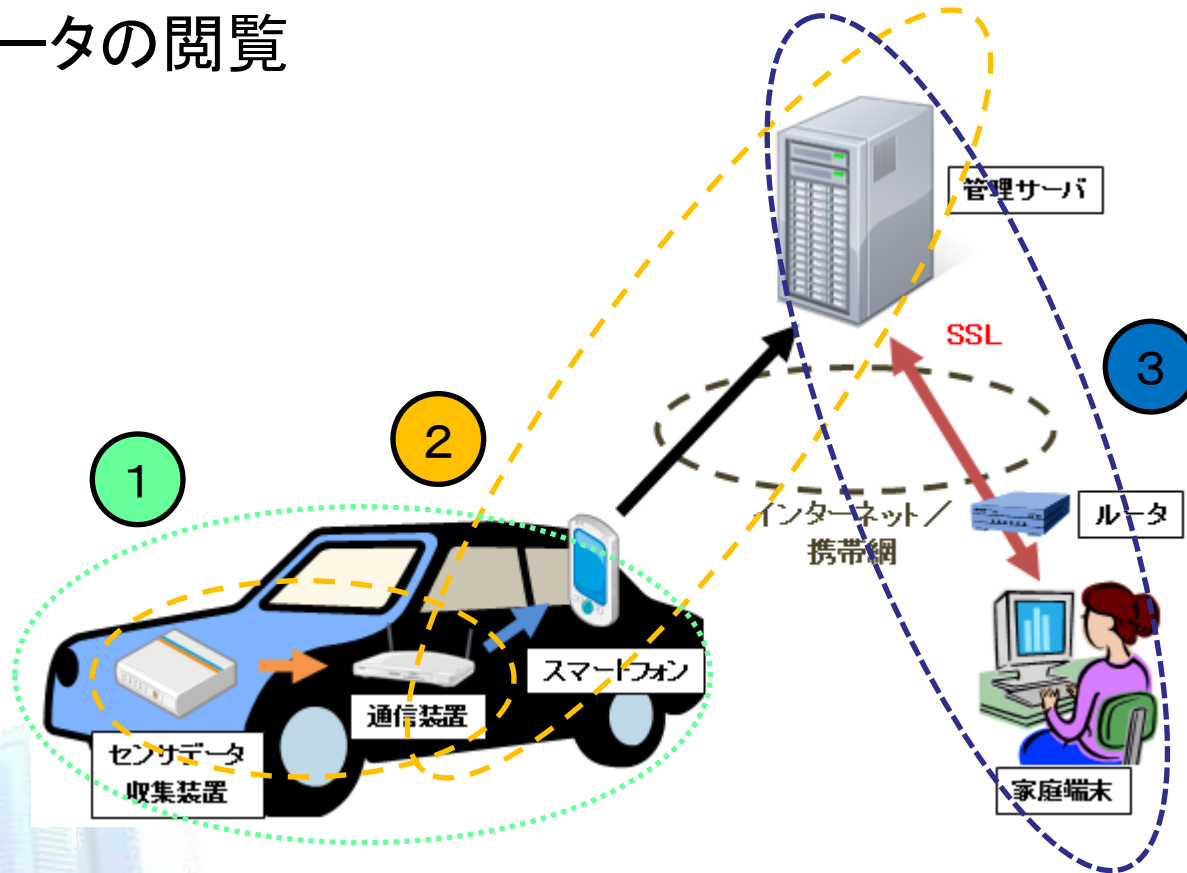 ータの閲覧
管理サーバ
SSL
3
2
1
インターネット/
携帯網
ルータ
スマートフォン
通信装置
センサデータ
収集装置
家庭端末